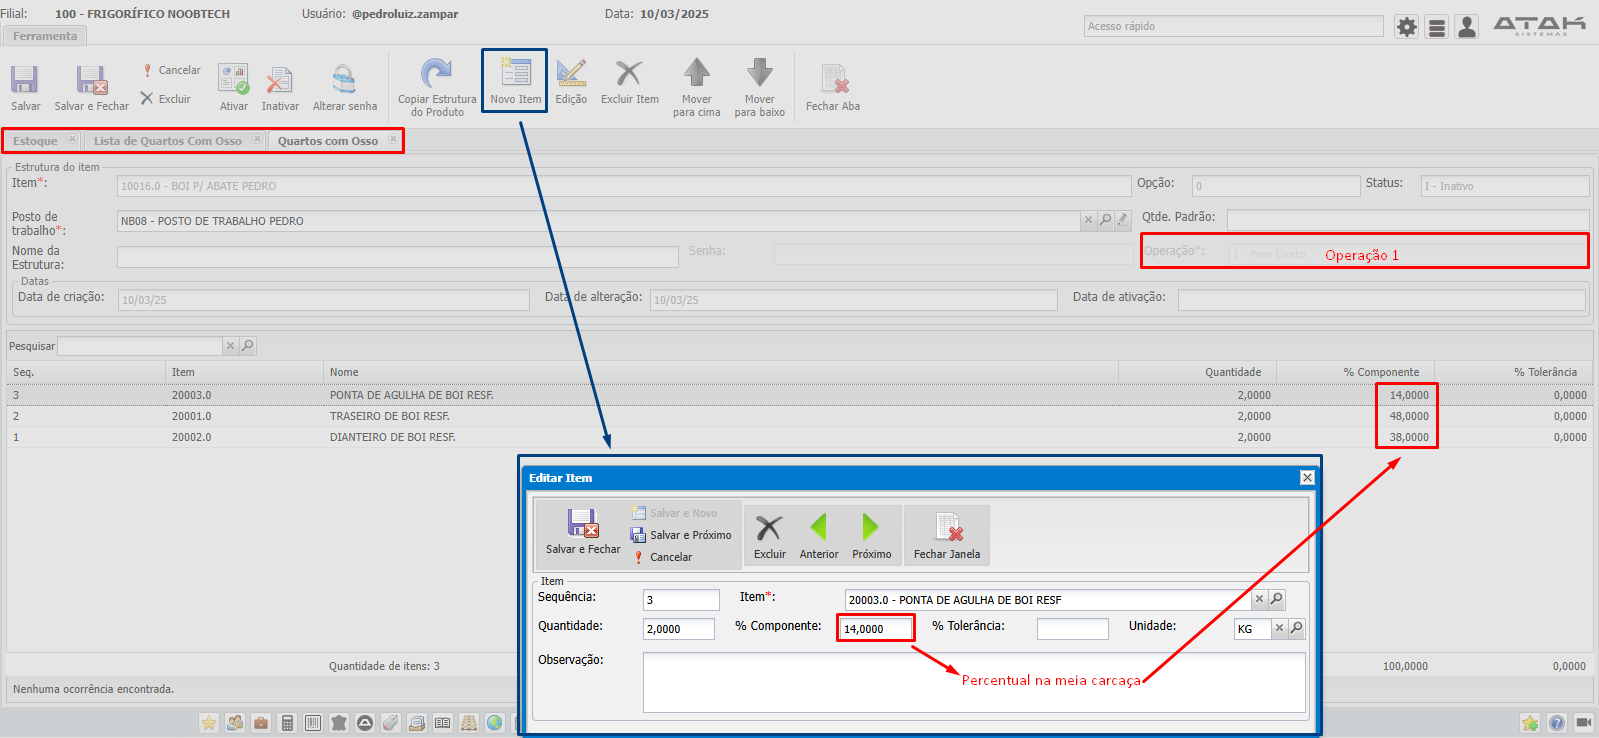 Filial: 100 - FRIGORÍFICO NOOBTECH Usuário: @pedroluiz.zampar Data: 10/03/2025
Acesso rápido
ATAK
SISTEMAS
Ferramenta
Salvar
Salvar e Fechar
Cancelar
Excluir
Ativar
Inativar
Alterar senha
Copiar Estrutura
do Produto
Novo Item
Edição
Excluir Item
Mover
para cima
Mover
para baixo
Fechar Aba
Estoque
Lista de Quartos Com Osso
Quartos com Osso
Estrutura do item
Item*: 10016.0 - BOI P/ ABATE PEDRO Opção: 0 Status: I - Inativo
Posto de
trabalho*: NB08 - POSTO DE TRABALHO PEDRO Qtde. Padrão:
Nome da
Estrutura: Senha: Operação*: 1 - Peso Direto Operação 1
Datas
Data de criação: 10/03/25 Data de alteração: 10/03/25 Data de ativação:
Pesquisar
Seq. Item Nome Quantidade % Componente % Tolerância
3 20003.0 PONTA DE AGULHA DE BOI RESF. 2,0000 14,0000 0,0000
2 20001.0 TRASEIRO DE BOI RESF. 2,0000 48,0000 0,0000
1 20002.0 DIANTEIRO DE BOI RESF. 2,0000 38,0000 0,0000
Editar Item
Salvar e Fechar
Salvar e Novo
Salvar e Próximo
Cancelar
Excluir
Anterior
Próximo
Fechar Janela
Item
Sequência: 3 Item*: 20003.0 - PONTA DE AGULHA DE BOI RESF
Quantidade: 2,0000 % Componente: 14,0000 % Tolerância: Unidade: KG
Observação:
Percentual na meia carcaça
Quantidade de itens: 3 100,0000 0,0000
Nenhuma ocorrência encontrada.